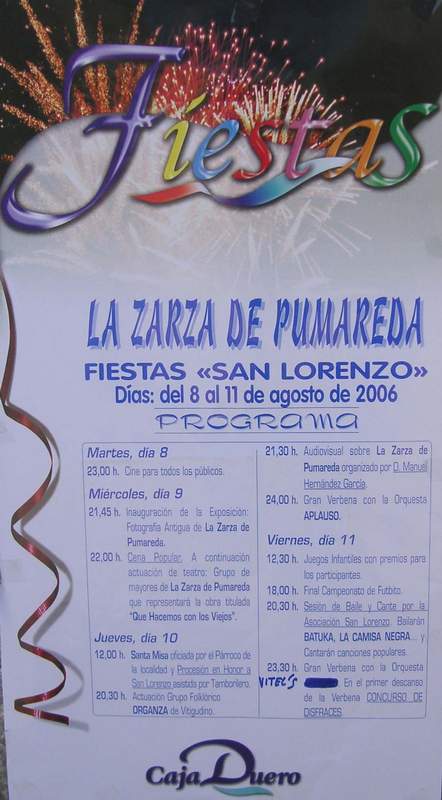 Fiestas
LA ZARZA DE PUMAREDA
FIESTAS «SAN LORENZO»
Días: del 8 al 11 de agosto de 2006
PROGRAMA
Martes, día 8
23,00 h. Cine para todos los públicos.
Miércoles, día 9
21,45 h. Inauguración de la Exposición:
Fotografía Antigua de La Zarza de
Pumareda.
22,00 h. Cena Popular. A continuación
actuación de teatro: Grupo de
mayores de La Zarza de Pumareda
que representará la obra titulada
"Que Hacemos con los Viejos".
Jueves, día 10
12,00 h. Santa Misa oficiada por el Párroco de
la localidad y Procesión en Honor a
San Lorenzo asistida por Tamborilero.
20,30 h. Actuación Grupo Folklórico
ORGANZA de Vitigudino.
21,30 h. Audiovisual sobre La Zarza de
Pumareda organizado por D. Manuel
Hernández García.
24,00 h. Gran Verbena con la Orquesta
APLAUSO.
Viernes, día 11
12,30 h. Juegos Infantiles con premios para
los participantes.
18,00 h. Final Campeonato de Futbito.
20,30 h. Sesión de Baile y Cante por la
Asociación San Lorenzo. Bailarán
BATUKA, LA CAMISA NEGRA... y
Cantarán canciones populares.
23,30 h. Gran Verbena con la Orquesta
VITEL'S En el primer descanso
de la Verbena CONCURSO DE
DISFRACES.
Caja Duero